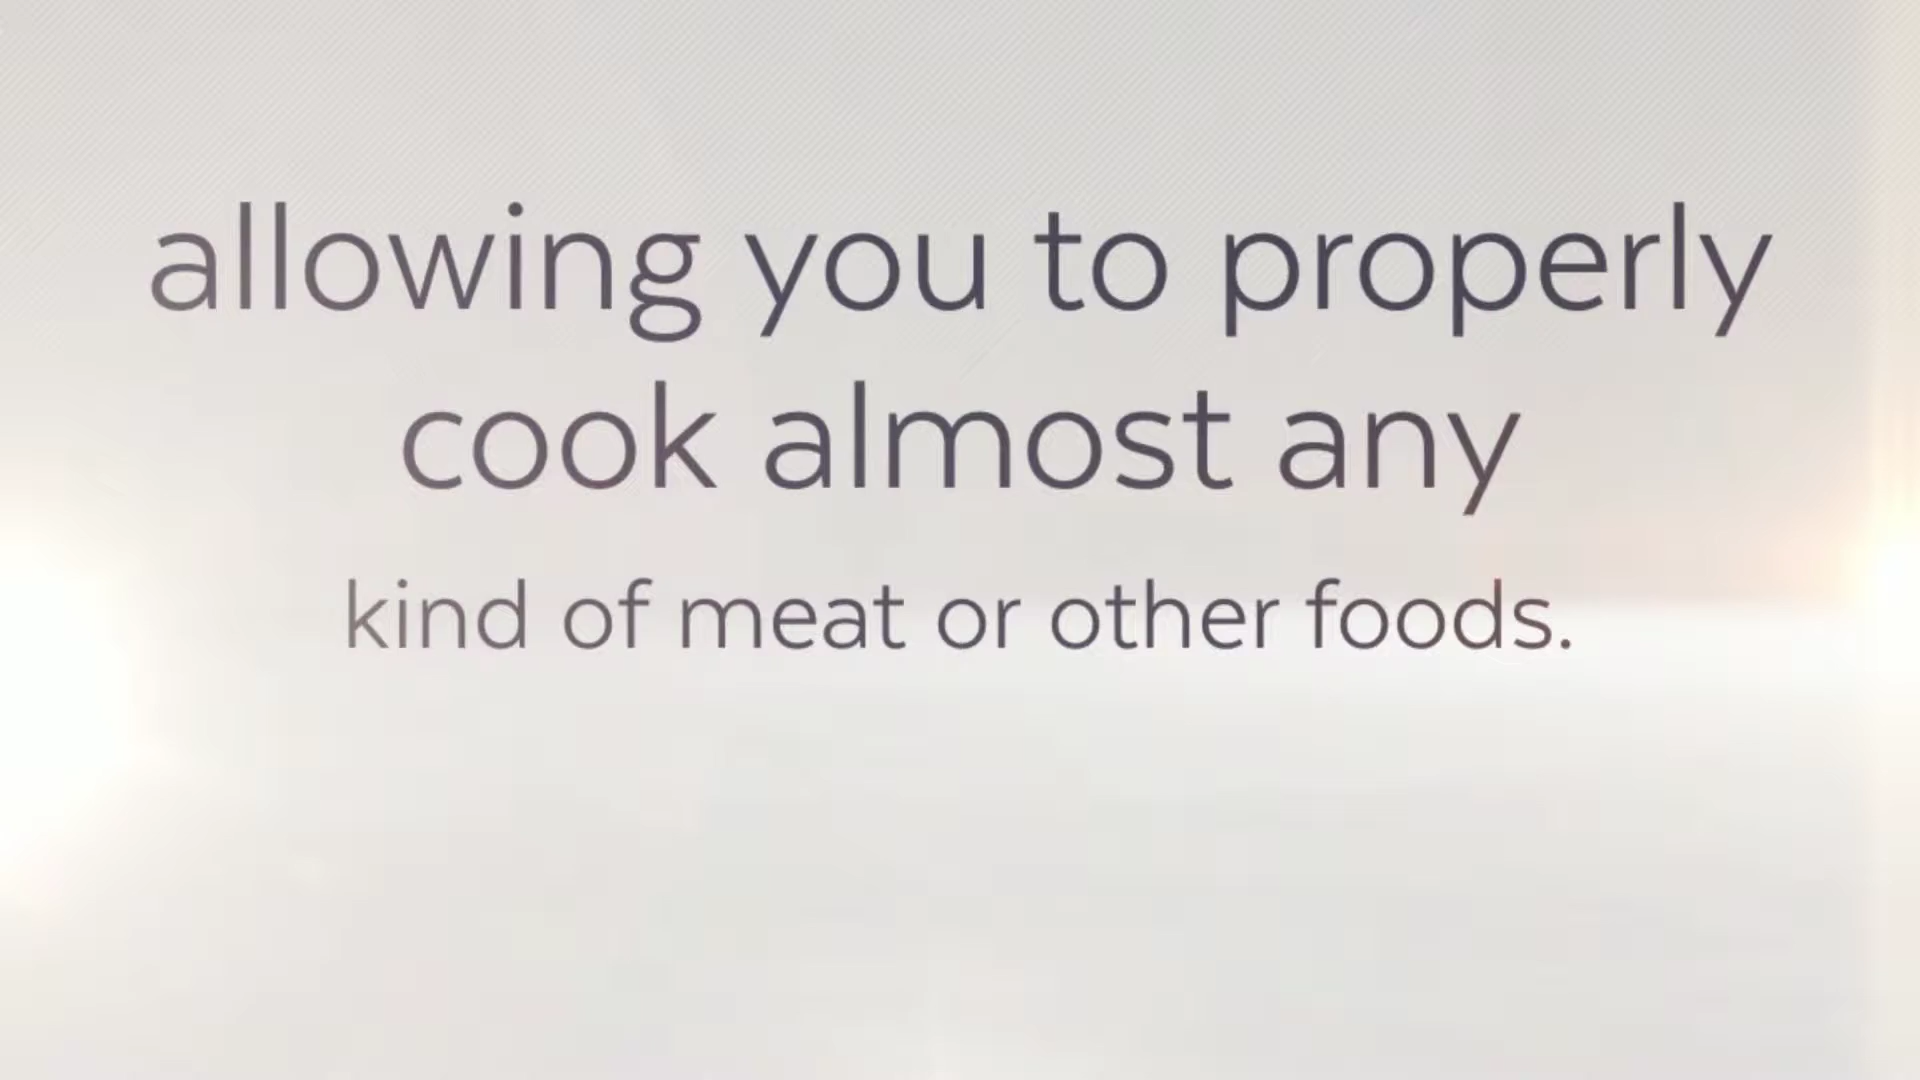 allowing you to properly
cook almost any
kind of meat or other foods.